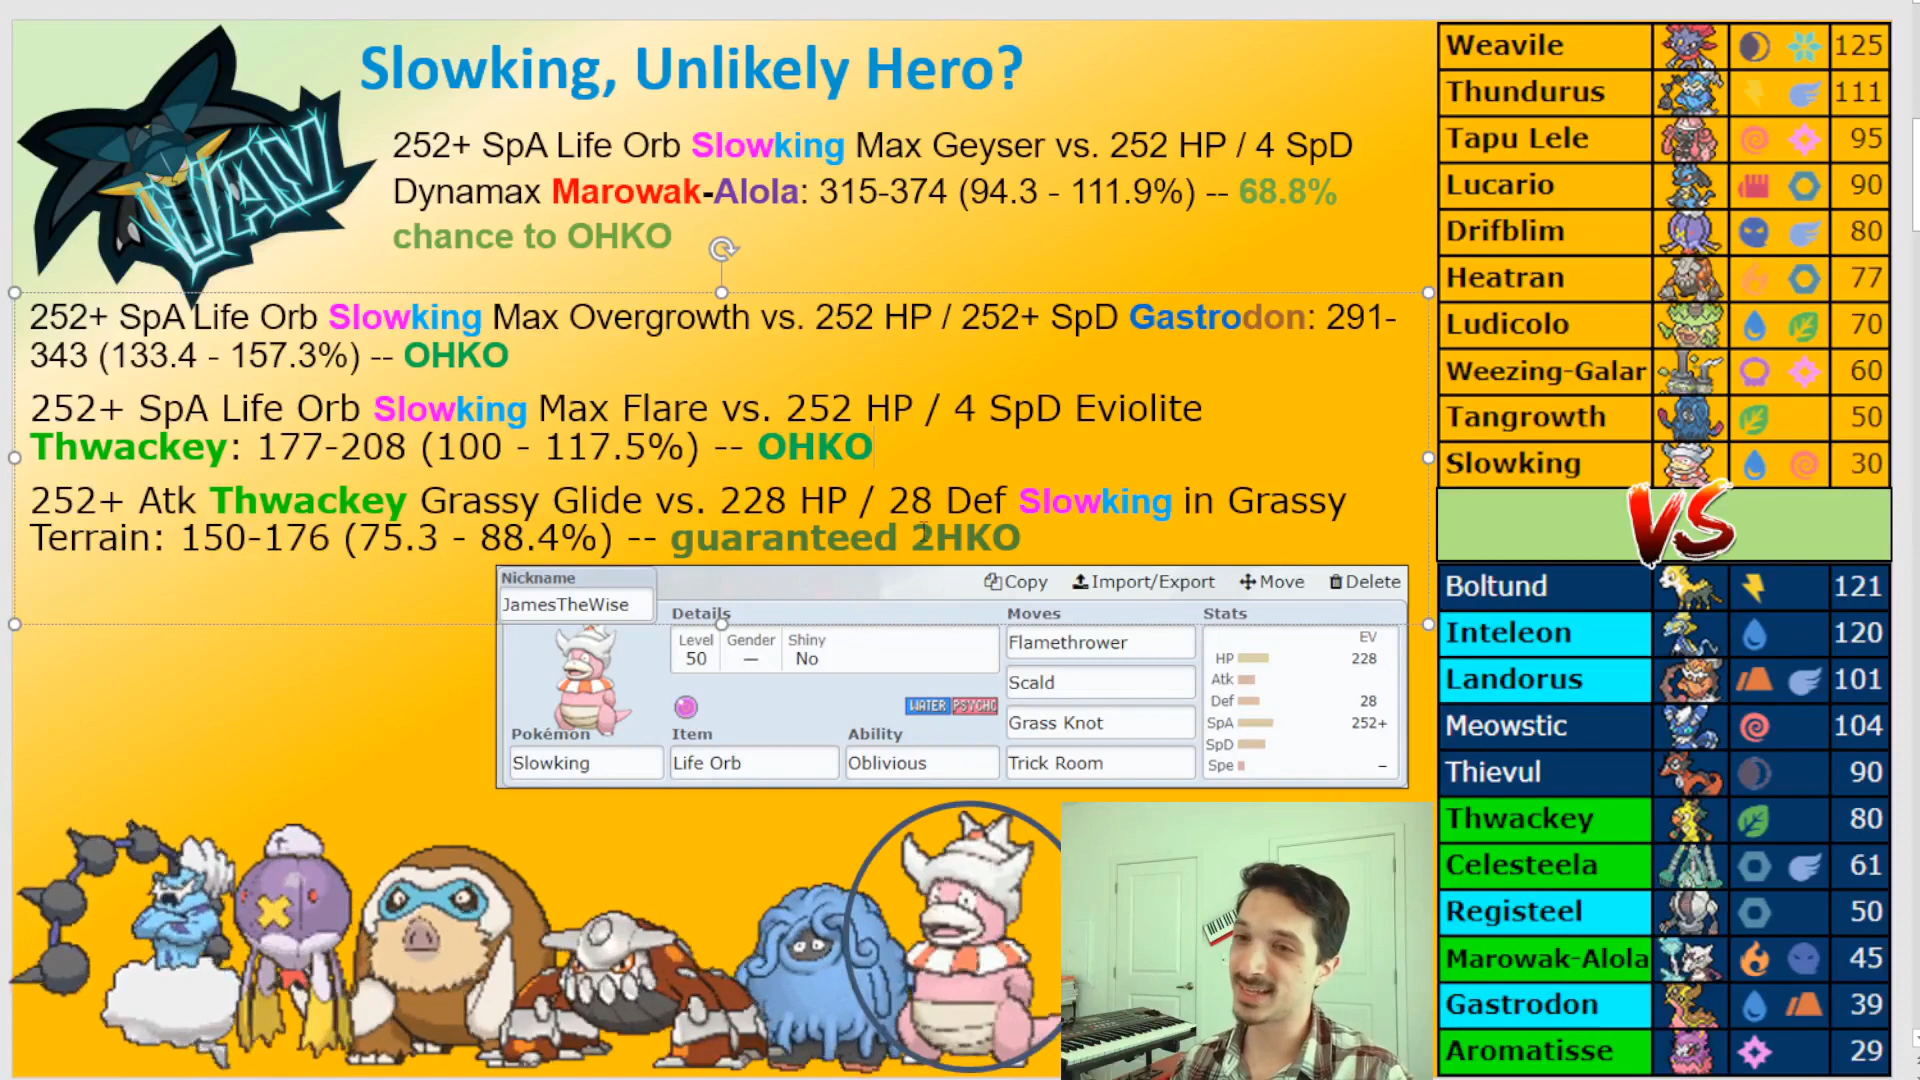 Slowking, Unlikely Hero?
UAV
252+ SpA Life Orb Slowking Max Geyser vs. 252 HP / 4 SpD
Dynamax Marowak-Alola: 315-374 (94.3 - 111.9%) -- 68.8%
chance to OHKO
252+ SpA Life Orb Slowking Max Overgrowth vs. 252 HP / 252+ SpD Gastrodon: 291-
343 (133.4 - 157.3%) -- OHKO
252+ SpA Life Orb Slowking Max Flare vs. 252 HP / 4 SpD Eviolite
Thwackey: 177-208 (100 - 117.5%) -- OHKO
252+ Atk Thwackey Grassy Glide vs. 228 HP / 28 Def Slowking in Grassy
Terrain: 150-176 (75.3 - 88.4%) -- guaranteed 2HKO
Nickname
JamesTheWise
Copy Import/Export Move Delete
Details
Level Gender Shiny
50 — No
WATER PSYCHC
Pokémon Item Ability
Slowking Life Orb Oblivious
Moves
Flamethrower
Scald
Grass Knot
Trick Room
Stats
EV
HP 228
Atk
Def 28
SpA 252+
SpD
Spe –
Weavile 125
Thundurus 111
Tapu Lele 95
Lucario 90
Drifblim 80
Heatran 77
Ludicolo 70
Weezing-Galar 60
Tangrowth 50
Slowking 30
VS
Boltund 121
Inteleon 120
Landorus 101
Meowstic 104
Thievul 90
Thwackey 80
Celesteela 61
Registeel 50
Marowak-Alola 45
Gastrodon 39
Aromatisse 29